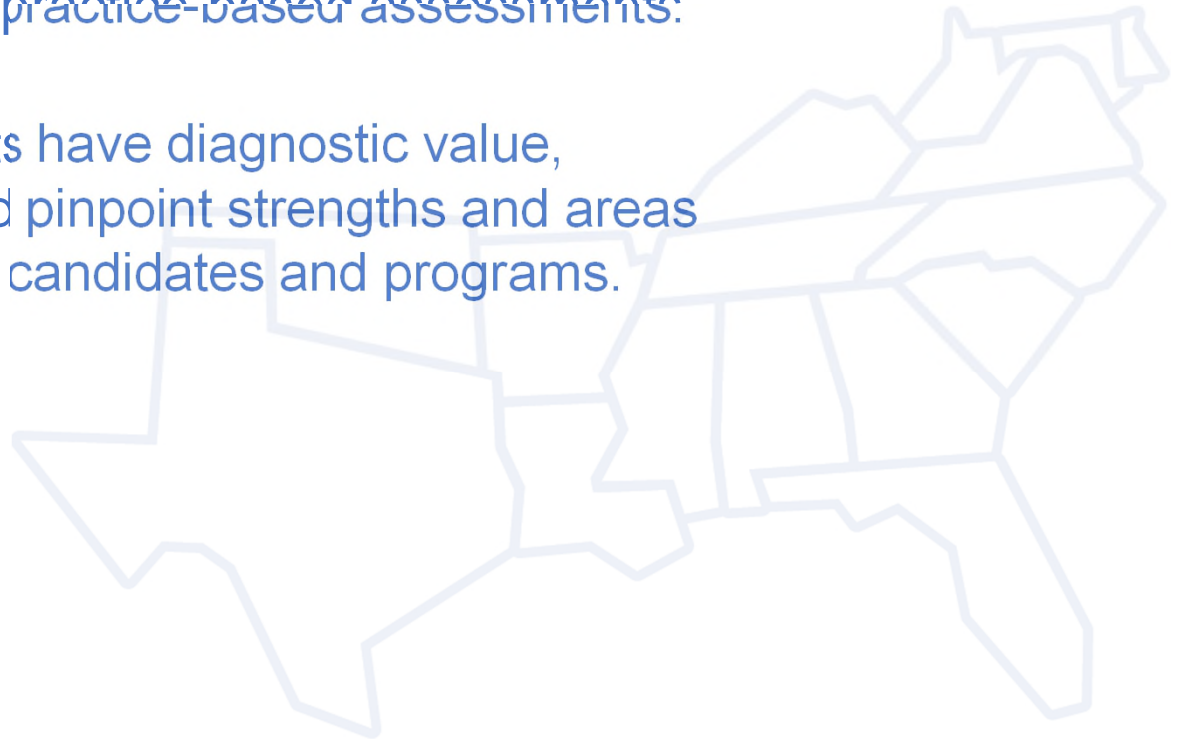 practice-based assessments:
have diagnostic value,
pinpoint strengths and areas
candidates and programs.